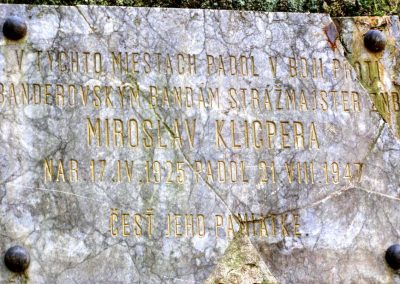 V TÝCHTO MIESTACH PADOL V BOJI PROTI
BANDEROVSKÝM BANDÁM STRÁŽMAJSTER ZNB
MIROSLAV KLICPERA
NAR. 17. IV. 1925 PADOL 21. VIII. 1947
ČESŤ JEHO PAMIATKE.